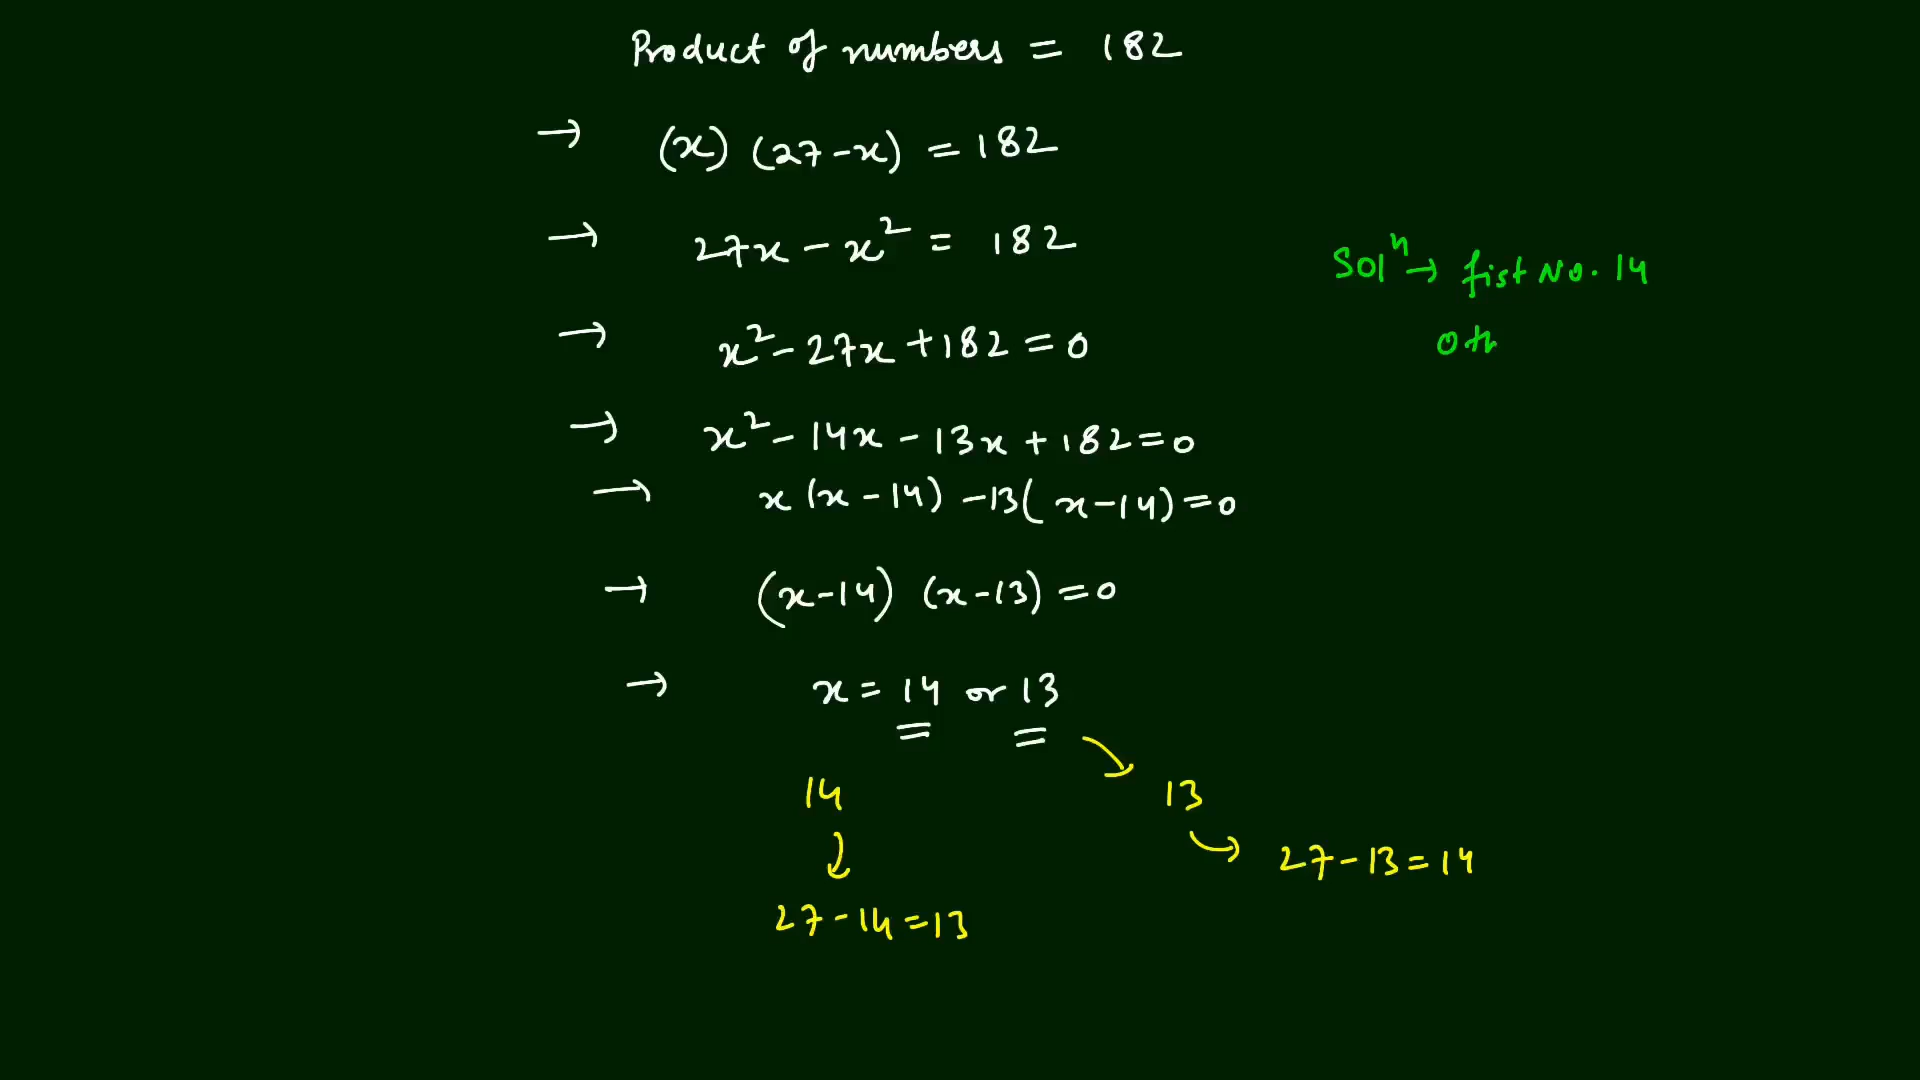 Product of numbers = 182
→ (x) (27-x) = 182
→ 27x - x² = 182
→ x² - 27x + 182 = 0
→ x² - 14x - 13x + 182 = 0
→ x (x - 14) - 13 ( x - 14) = 0
→ (x-14) (x-13) = 0
→ x = 14 or 13
14
27 - 14 = 13
13
27 - 13 = 14
Solⁿ → fist No. 14
oth